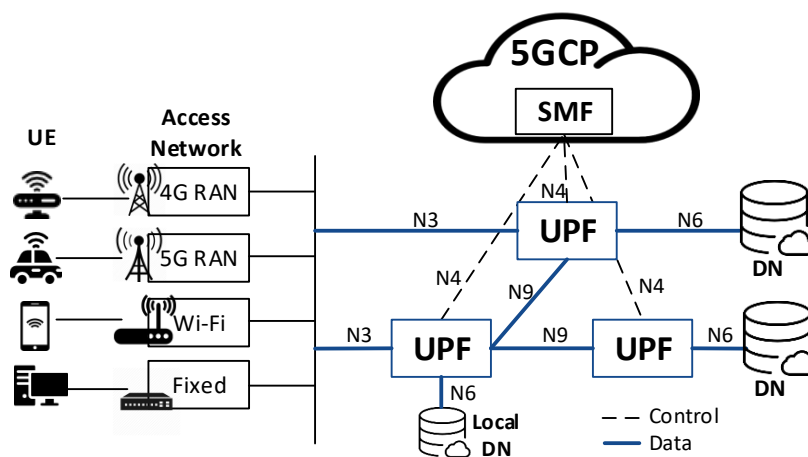 5GCP
SMF
UE
Access
Network
4G RAN
5G RAN
Wi-Fi
Fixed
N4
N3
UPF
N6
DN
N4
N9
N4
N3
UPF
N9
UPF
N6
DN
N6
Local
DN
Control
Data